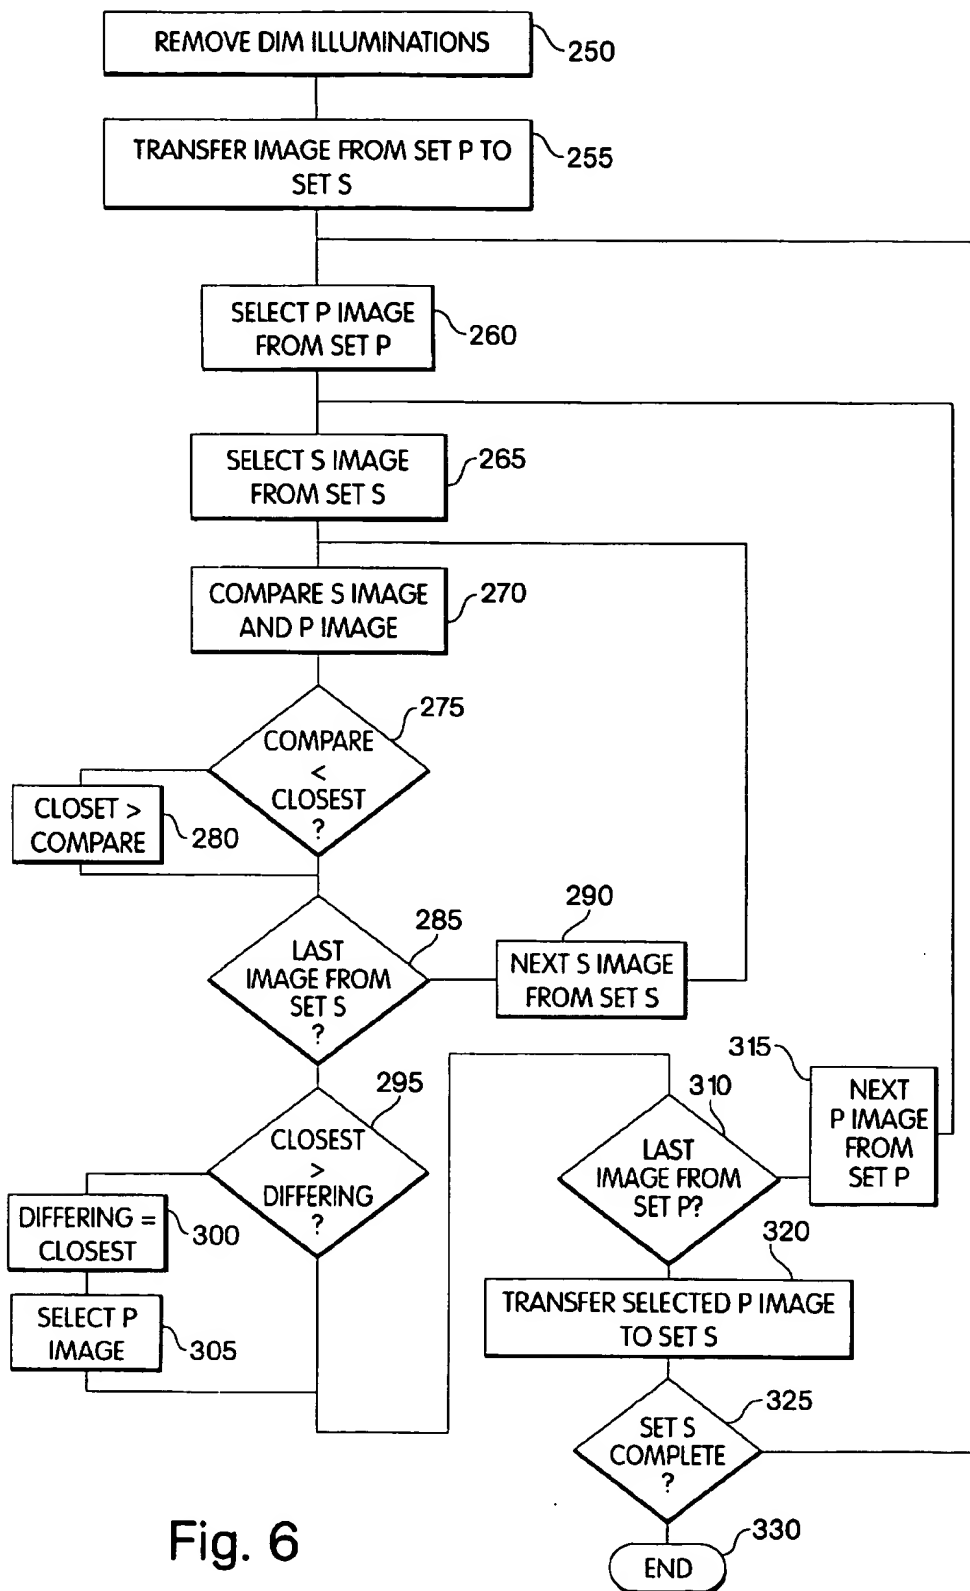 REMOVE DIM ILLUMINATIONS
250
TRANSFER IMAGE FROM SET P TO
SET S
255
SELECT P IMAGE
FROM SET P
260
SELECT S IMAGE
FROM SET S
265
COMPARE S IMAGE
AND P IMAGE
270
COMPARE
<
CLOSEST
?
275
CLOSET >
COMPARE
280
LAST
IMAGE FROM
SET S
?
285
NEXT S IMAGE
FROM SET S
290
CLOSEST
>
DIFFERING
?
295
DIFFERING =
CLOSEST
300
SELECT P
IMAGE
305
LAST
IMAGE FROM
SET P?
310
NEXT
P IMAGE
FROM
SET P
315
TRANSFER SELECTED P IMAGE
TO SET S
320
SET S
COMPLETE
?
325
END
330
Fig. 6